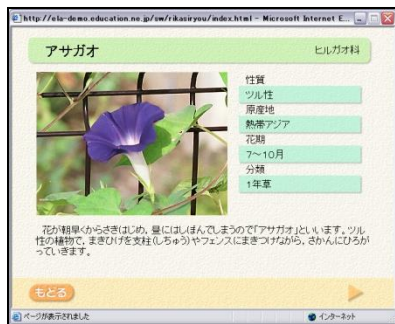 http://ela-demo.education.ne.jp/sw/rikasiryou/index.html - Microsoft Internet E...
アサガオ
ヒルガオ科
性質
ツル性
原産地
熱帯アジア
花期
7〜10月
分類
1年草
花が朝早くからさきはじめ、昼にはしぼんでしまうので「アサガオ」といいます。ツル
性の植物で、まきひげを支柱(しちゅう)やフェンスにまきつけながら、さかんにひろが
っていきます。
もどる
ページが表示されました
インターネット